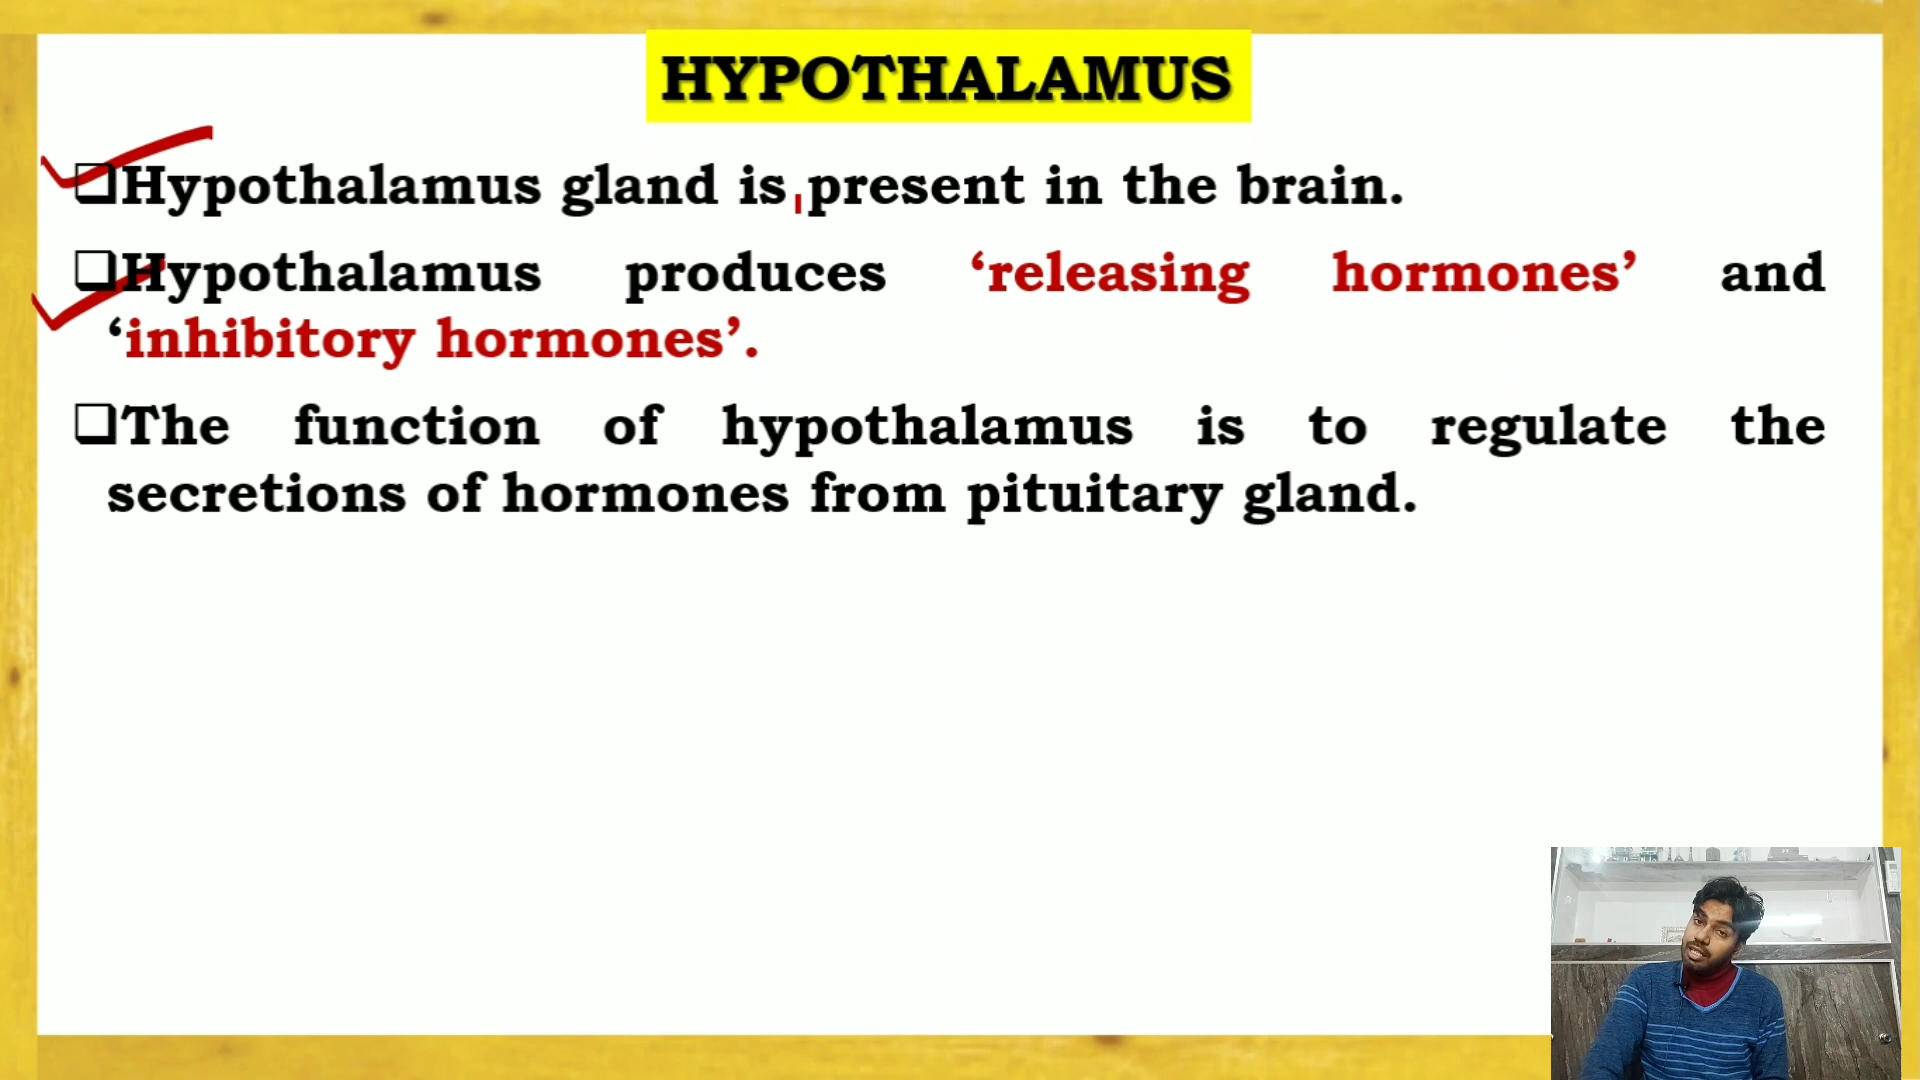 HYPOTHALAMUS
❑Hypothalamus gland is present in the brain.
❑Hypothalamus produces ‘releasing hormones’ and
‘inhibitory hormones’.
❑The function of hypothalamus is to regulate the
secretions of hormones from pituitary gland.